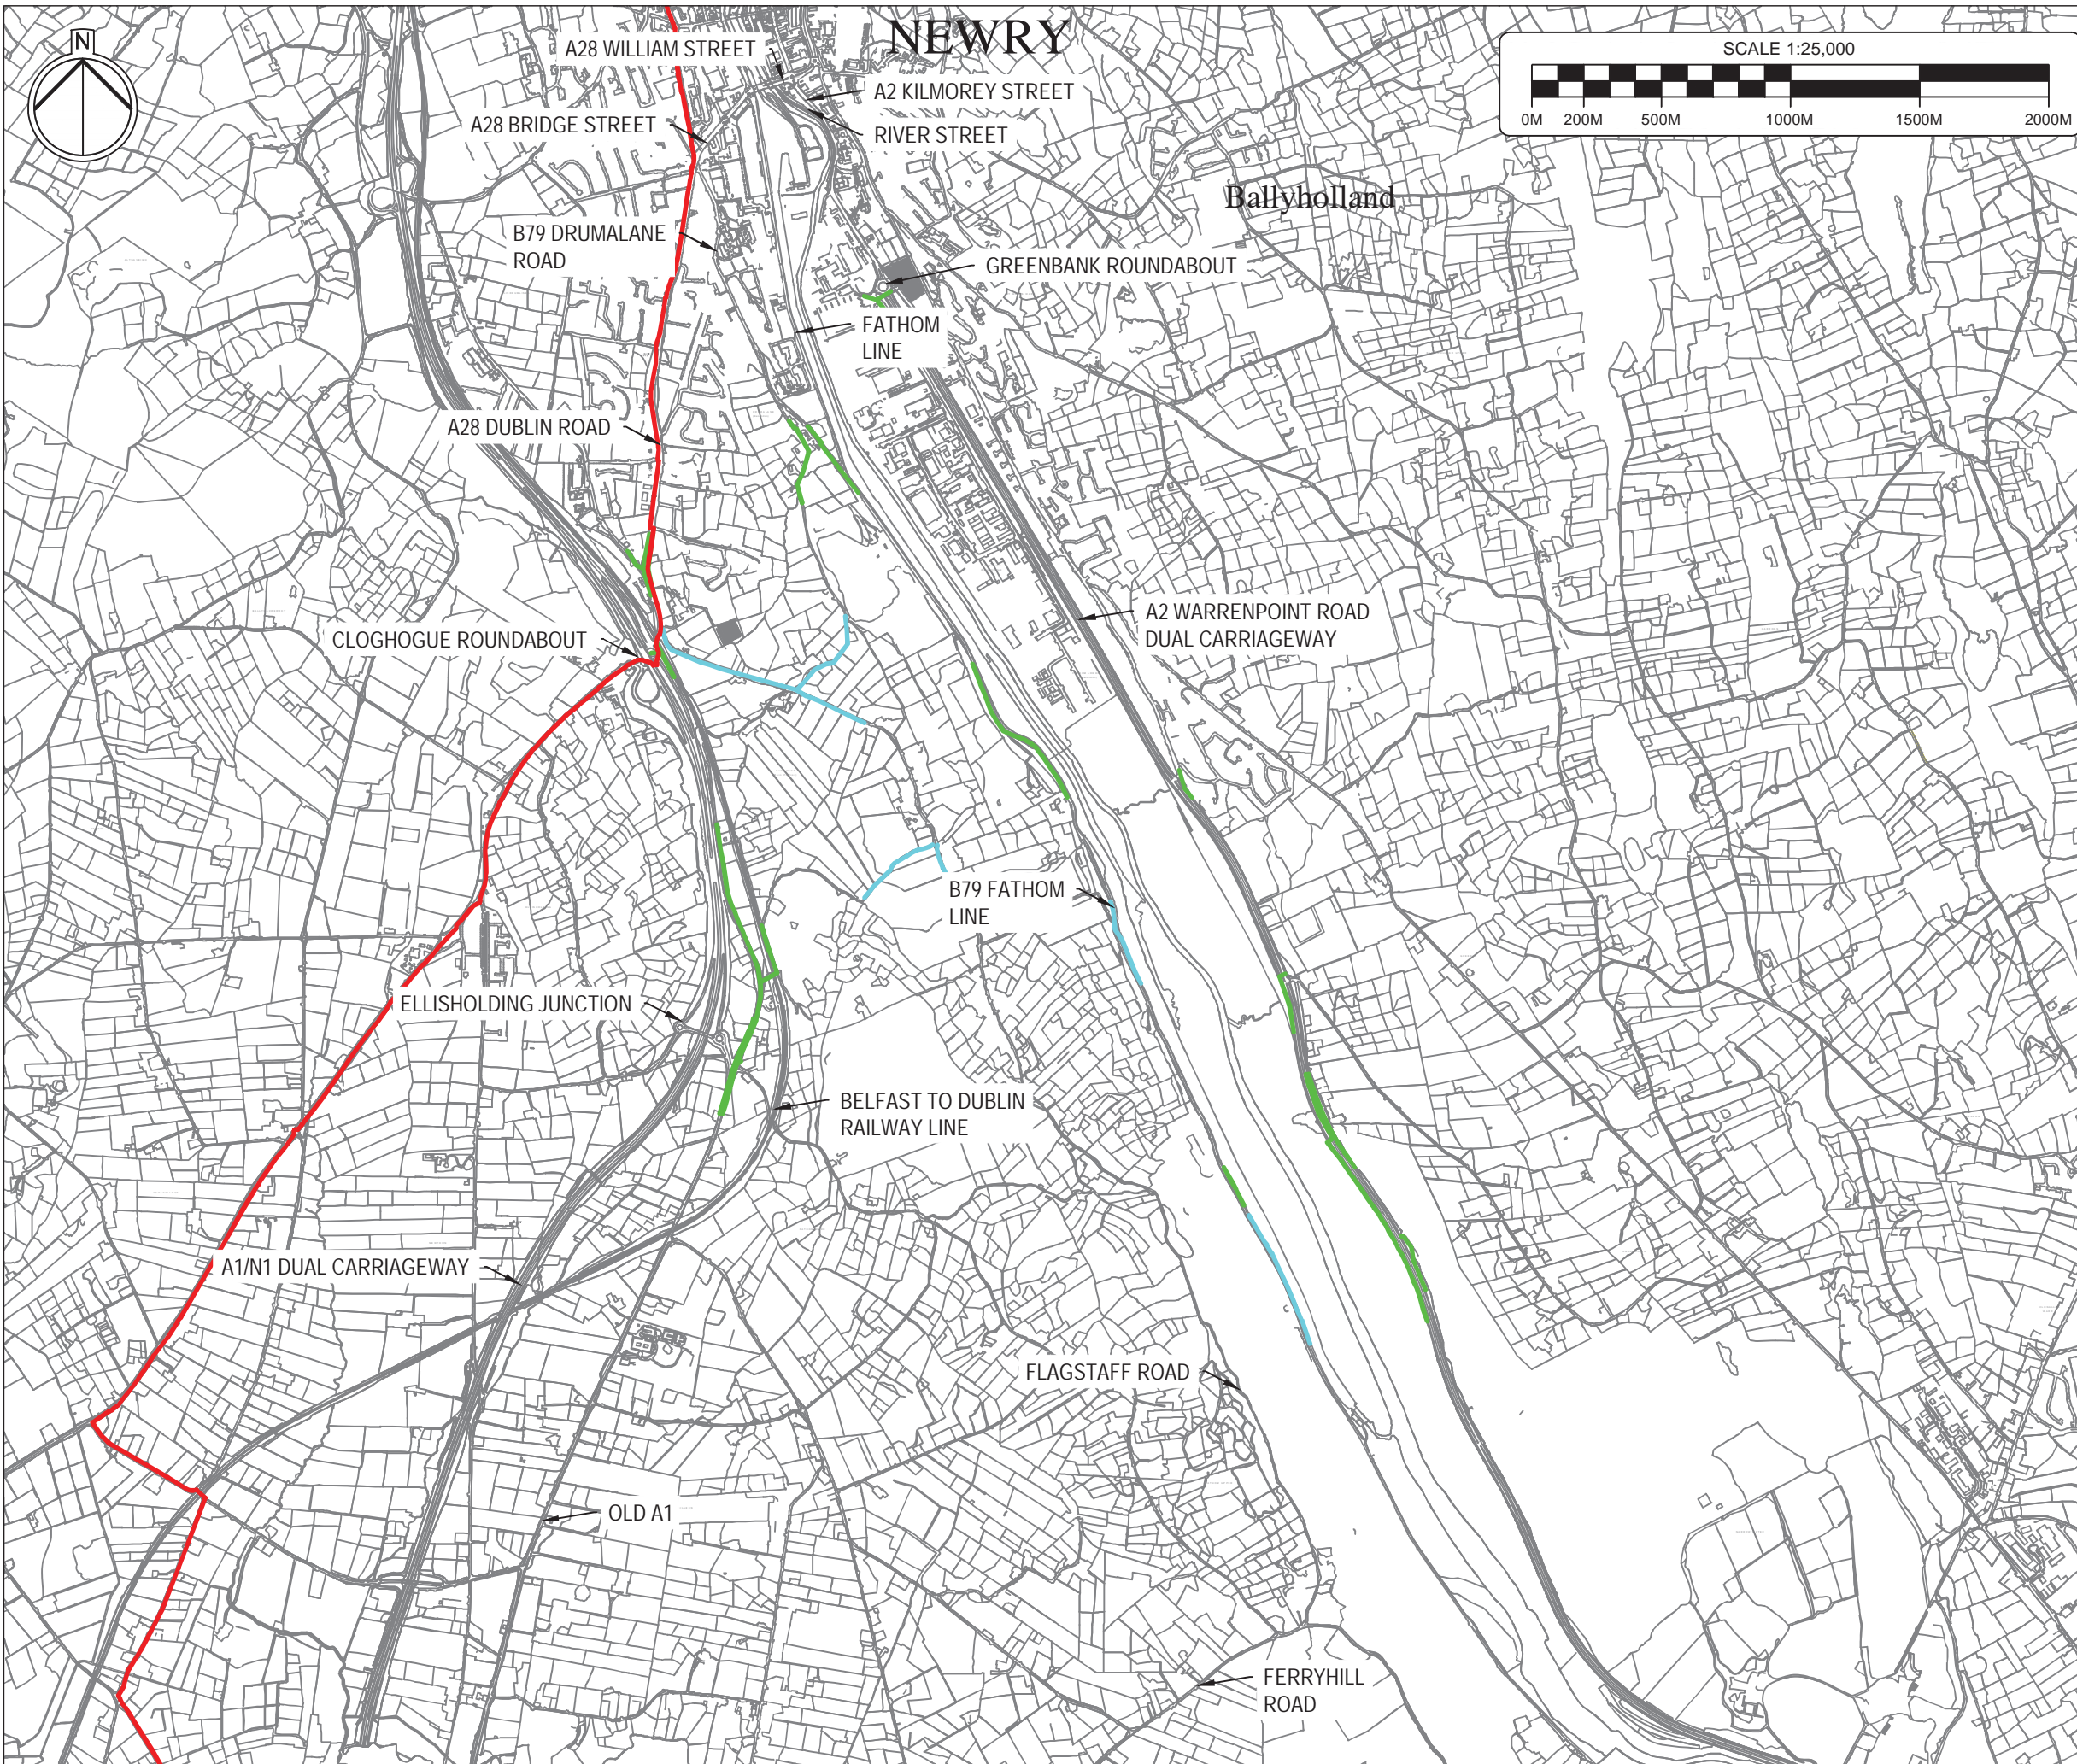 NEWRY
N
A28 WILLIAM STREET
SCALE 1:25,000
0M 200M 500M 1000M 1500M 2000M
A2 KILMOREY STREET
A28 BRIDGE STREET
RIVER STREET
Ballyholland
B79 DRUMALANE
ROAD
GREENBANK ROUNDABOUT
FATHOM
LINE
A28 DUBLIN ROAD
A2 WARRENPOINT ROAD
DUAL CARRIAGEWAY
CLOGHOGUE ROUNDABOUT
B79 FATHOM
LINE
ELLISHOLDING JUNCTION
BELFAST TO DUBLIN
RAILWAY LINE
A1/N1 DUAL CARRIAGEWAY
FLAGSTAFF ROAD
OLD A1
FERRYHILL
ROAD